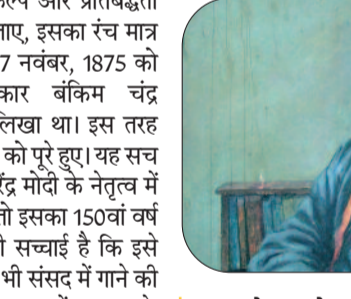 और प्रतिबद्धता
जाए, इसका रंच मात्र
7 नवंबर, 1875 को
बंकिम चंद्र
लिखा था। इस तरह
को पूरे हुए। यह सच
मोदी के नेतृत्व में
तो इसका 150वां वर्ष
सच्चाई है कि इसे
भी संसद में गाने की